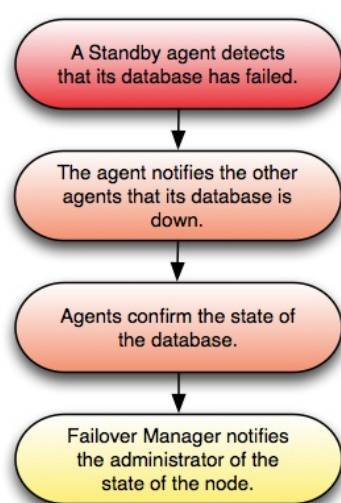 A Standby agent detects
that its database has failed.
The agent notifies the other
agents that its database is
down.
Agents confirm the state of
the database.
Failover Manager notifies
the administrator of the
state of the node.